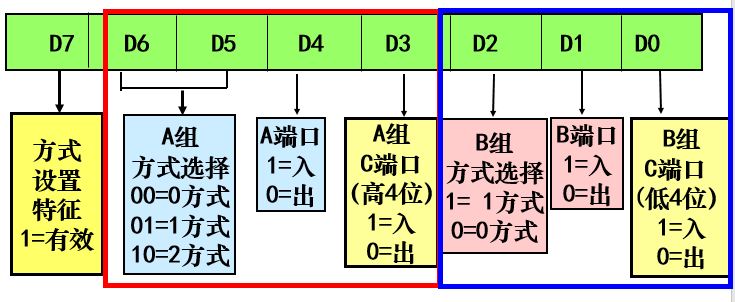 D7 D6 D5 D4 D3 D2 D1 D0
方式
设置
特征
1=有效
A组
方式选择
00=0方式
01=1方式
10=2方式
A端口
1=入
0=出
A组
C端口
(高4位)
1=入
0=出
B组
方式选择
1= 1方式
0=0方式
B端口
1=入
0=出
B组
C端口
(低4位)
1=入
0=出